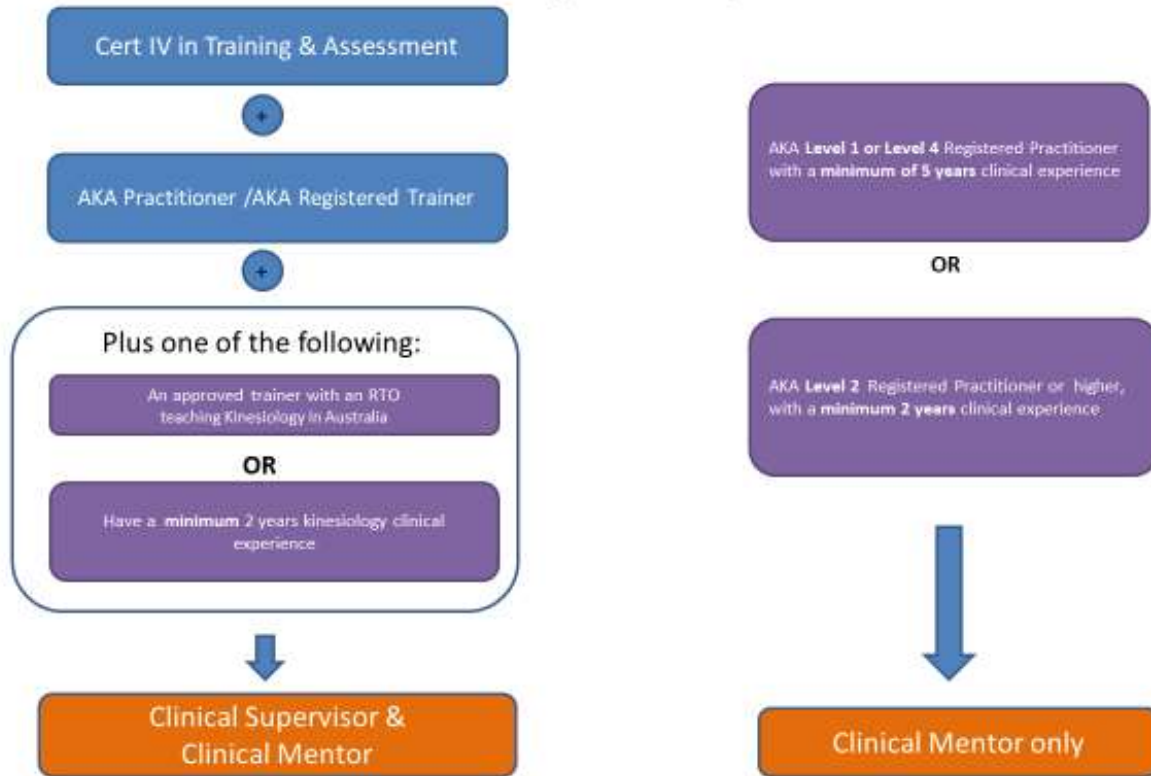 Cert IV in Training & Assessment
+
AKA Practitioner /AKA Registered Trainer
+
Plus one of the following:
An approved trainer with an RTO
teaching Kinesiology in Australia
OR
Have a minimum 2 years kinesiology clinical
experience
Clinical Supervisor &
Clinical Mentor
AKA Level 1 or Level 4 Registered Practitioner
with a minimum of 5 years clinical experience
OR
AKA Level 2 Registered Practitioner or higher,
with a minimum 2 years clinical experience
Clinical Mentor only